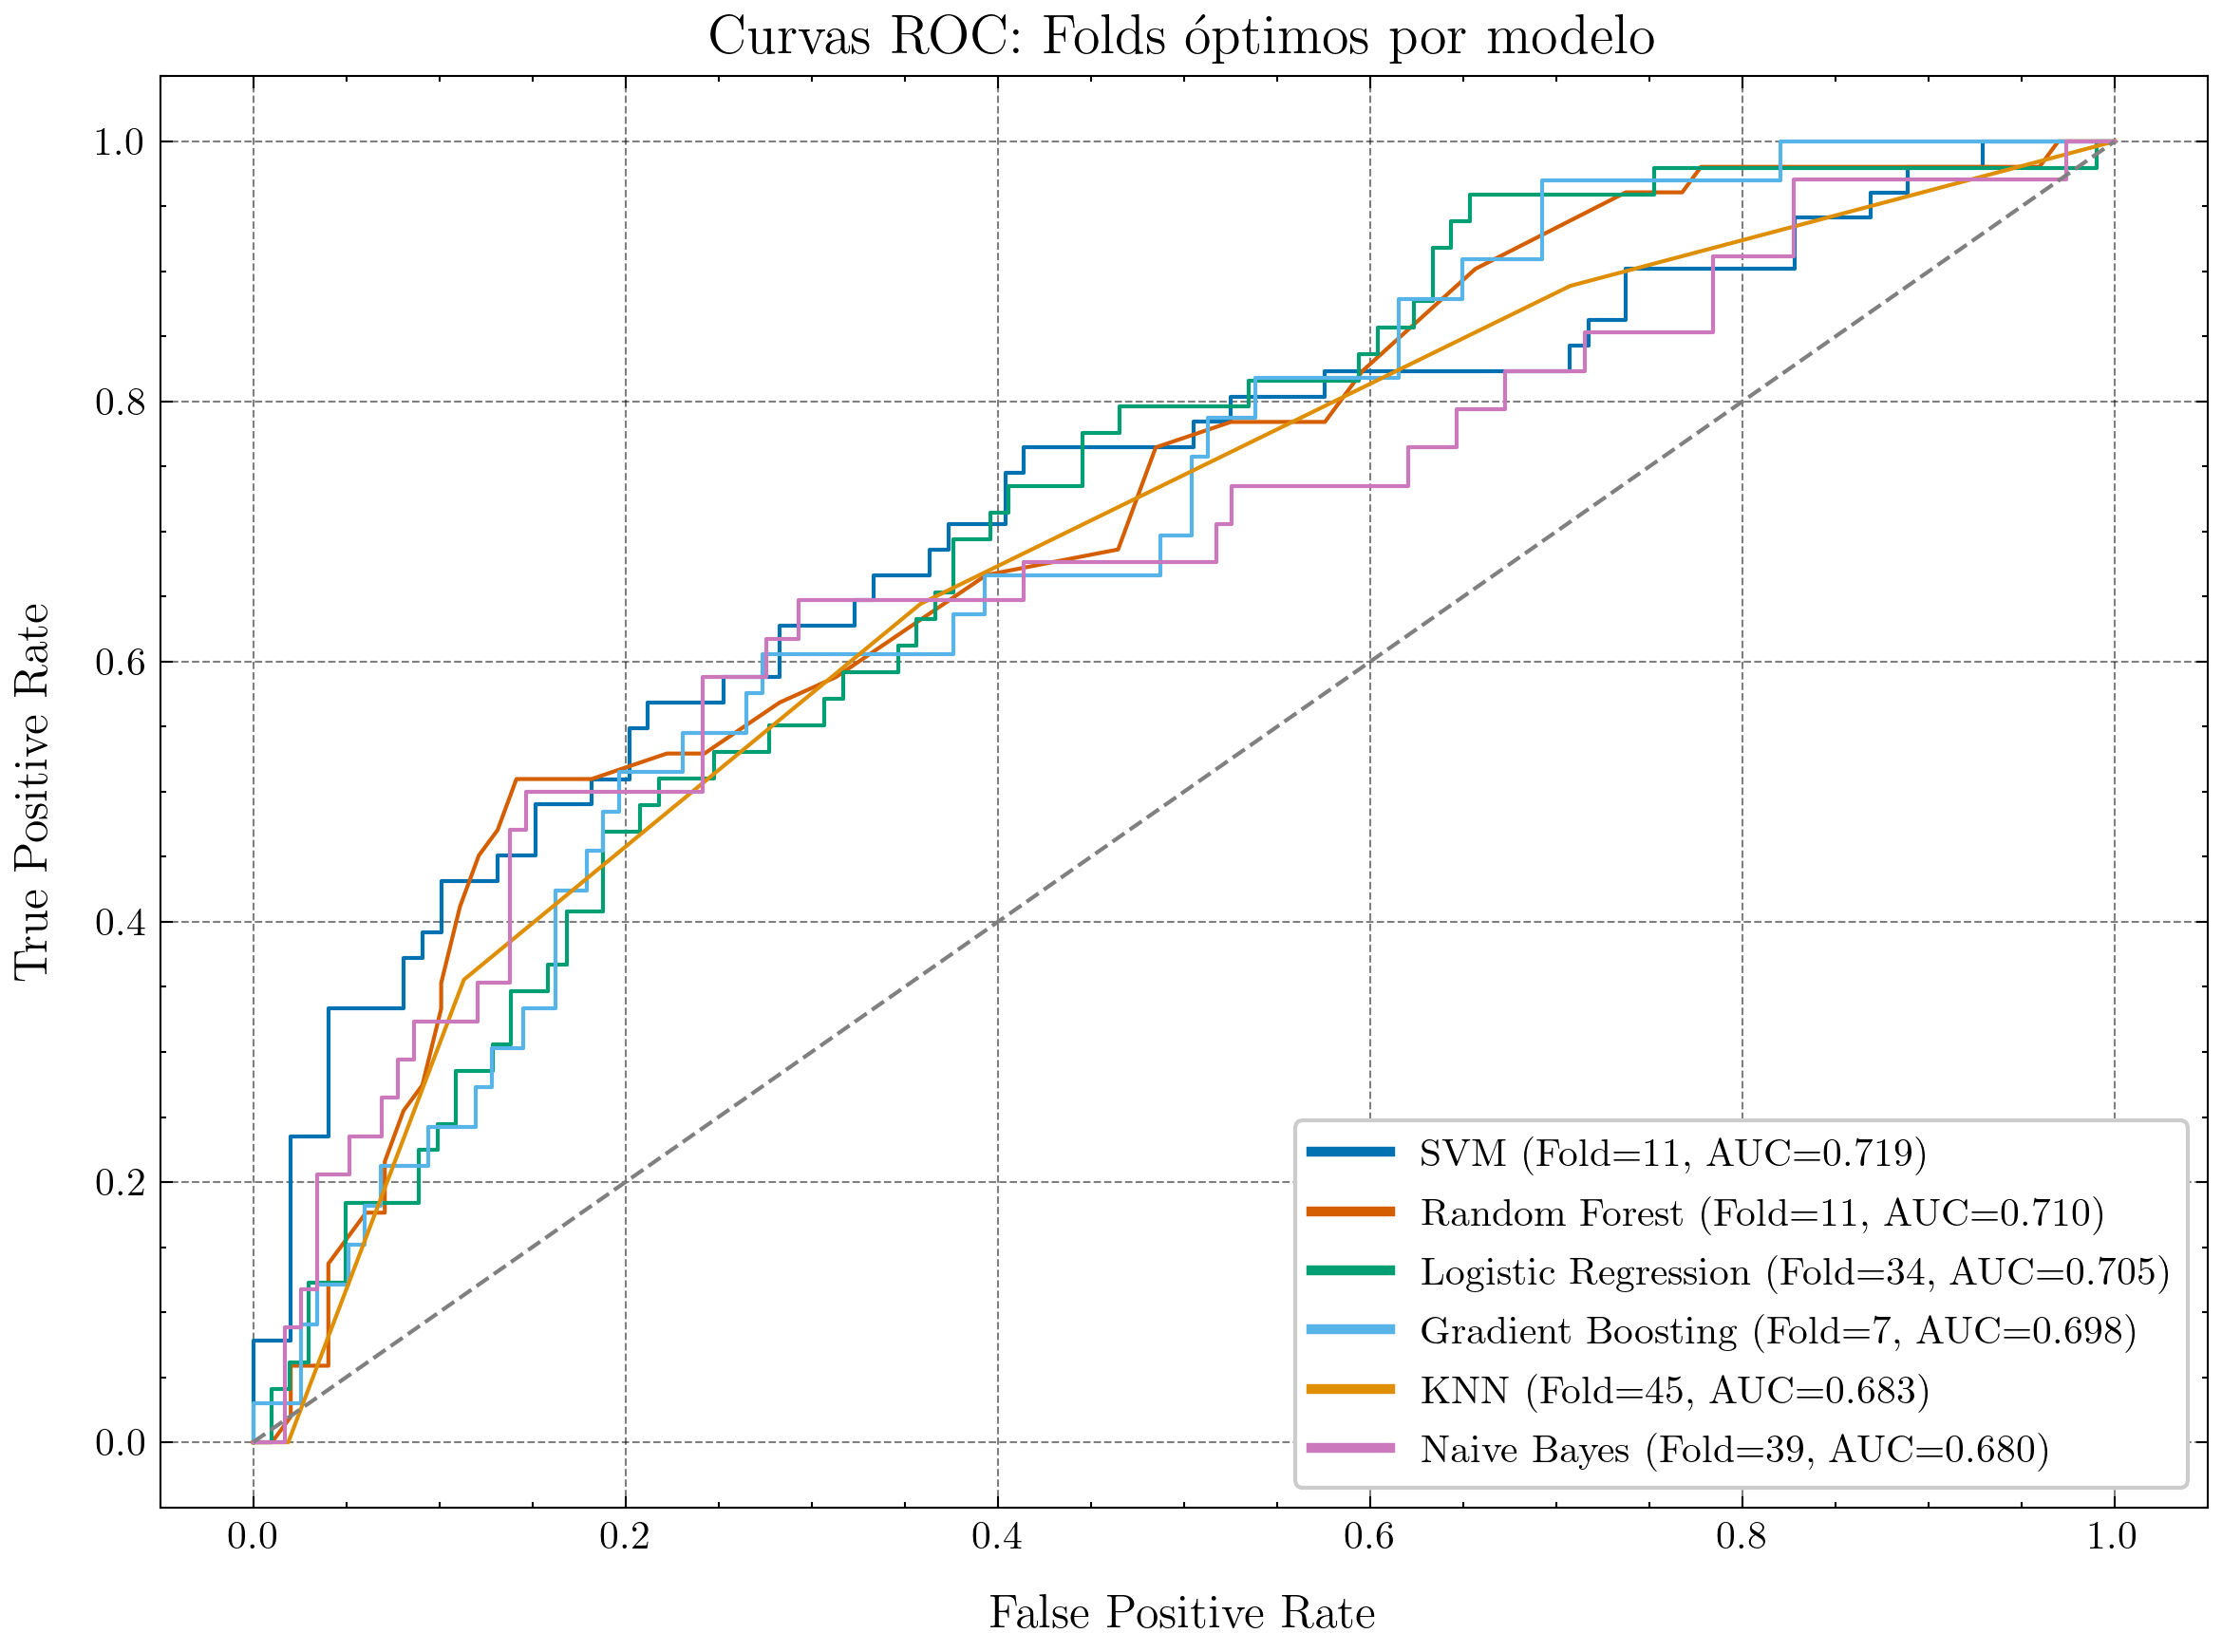 Curvas ROC: Folds óptimos por modelo
True Positive Rate
1.0
0.8
0.6
0.4
0.2
0.0
0.0 0.2 0.4 0.6 0.8 1.0
False Positive Rate
SVM (Fold=11, AUC=0.719)
Random Forest (Fold=11, AUC=0.710)
Logistic Regression (Fold=34, AUC=0.705)
Gradient Boosting (Fold=7, AUC=0.698)
KNN (Fold=45, AUC=0.683)
Naive Bayes (Fold=39, AUC=0.680)